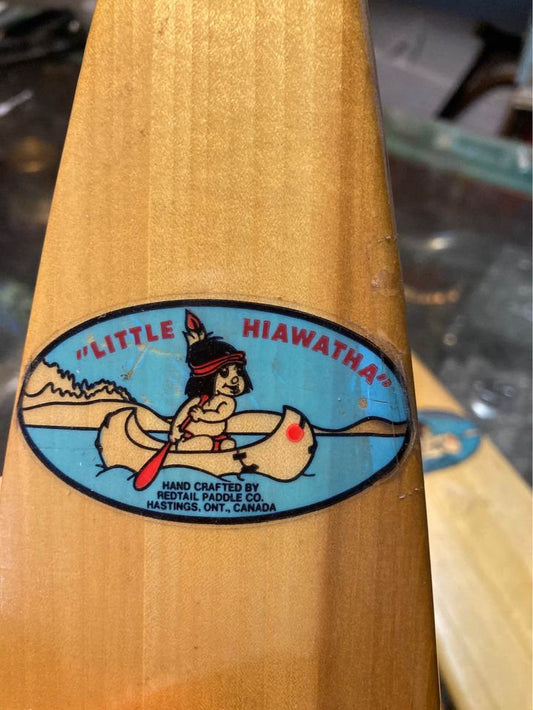 "LITTLE HIAWATHA"
HAND CRAFTED BY
REDTAIL PADDLE CO.
HASTINGS, ONT., CANADA